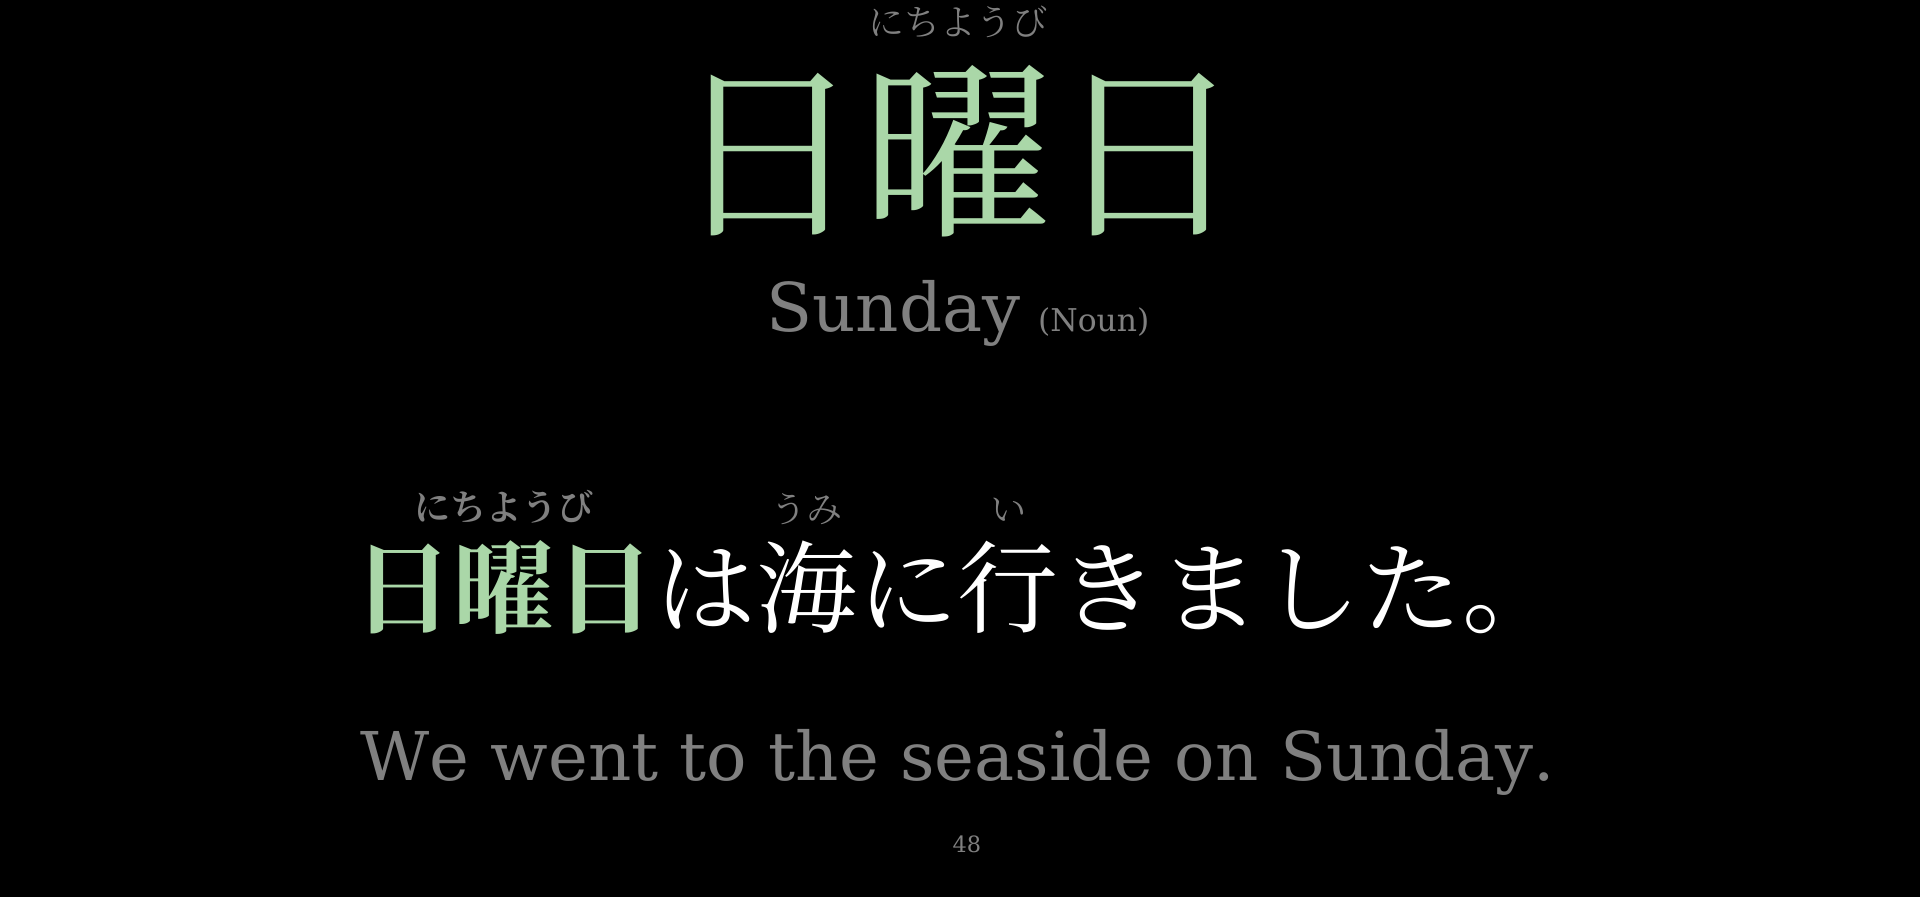 にちようび
日曜日
Sunday (Noun)
にちようび うみ い
日曜日は海に行きました。
We went to the seaside on Sunday.
48